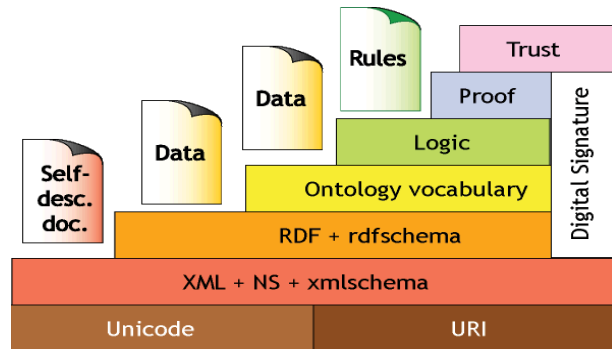 Rules
Trust
Data
Proof
Data
Logic
Self-
desc.
doc.
Ontology vocabulary
Digital Signature
RDF + rdfschema
XML + NS + xmlschema
Unicode
URI